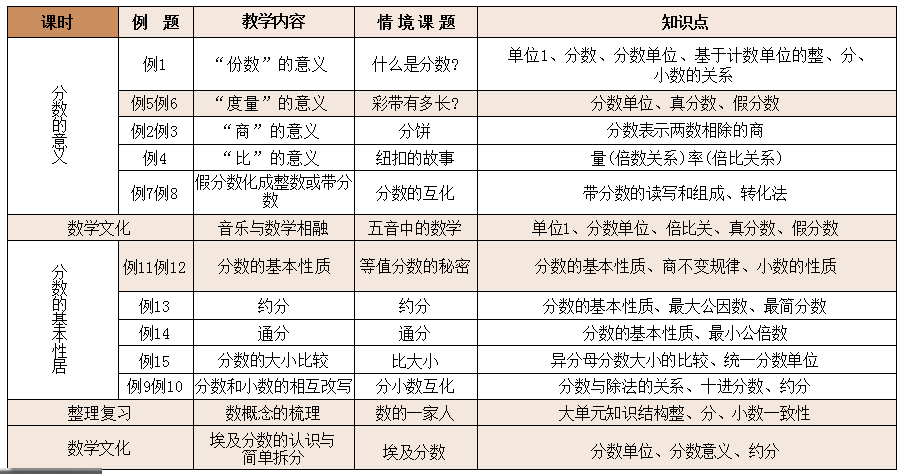 课时 例 题 教学内容 情境课题 知识点
分数的意义
例1 “份数”的意义 什么是分数? 单位1、分数、分数单位、基于计数单位的整、分、
小数的关系
例5例6 “度量”的意义 彩带有多长? 分数单位、真分数、假分数
例2例3 “商”的意义 分饼 分数表示两数相除的商
例4 “比”的意义 纽扣的故事 量(倍数关系)率(倍比关系)
例7例8 假分数化成整数或带分
数 分数的互化 带分数的读写和组成、转化法
数学文化 音乐与数学相融 五音中的数学 单位1、分数单位、倍比关、真分数、假分数
分数的基本性居
例11例12 分数的基本性质 等值分数的秘密 分数的基本性质、商不变规律、小数的性质
例13 约分 约分 分数的基本性质、最大公因数、最简分数
例14 通分 通分 分数的基本性质、最小公倍数
例15 分数的大小比较 比大小 异分母分数大小的比较、统一分数单位
例9例10 分数和小数的相互改写 分小数互化 分数与除法的关系、十进分数、约分
整理复习 数概念的梳理 数的一家人 大单元知识结构整、分、小数一致性
数学文化 埃及分数的认识与
简单拆分 埃及分数 分数单位、分数意义、约分